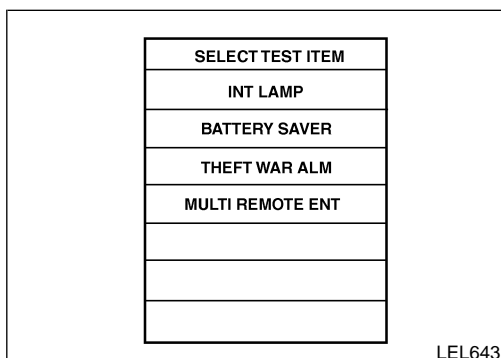 SELECT TEST ITEM
INT LAMP
BATTERY SAVER
THEFT WAR ALM
MULTI REMOTE ENT
LEL643